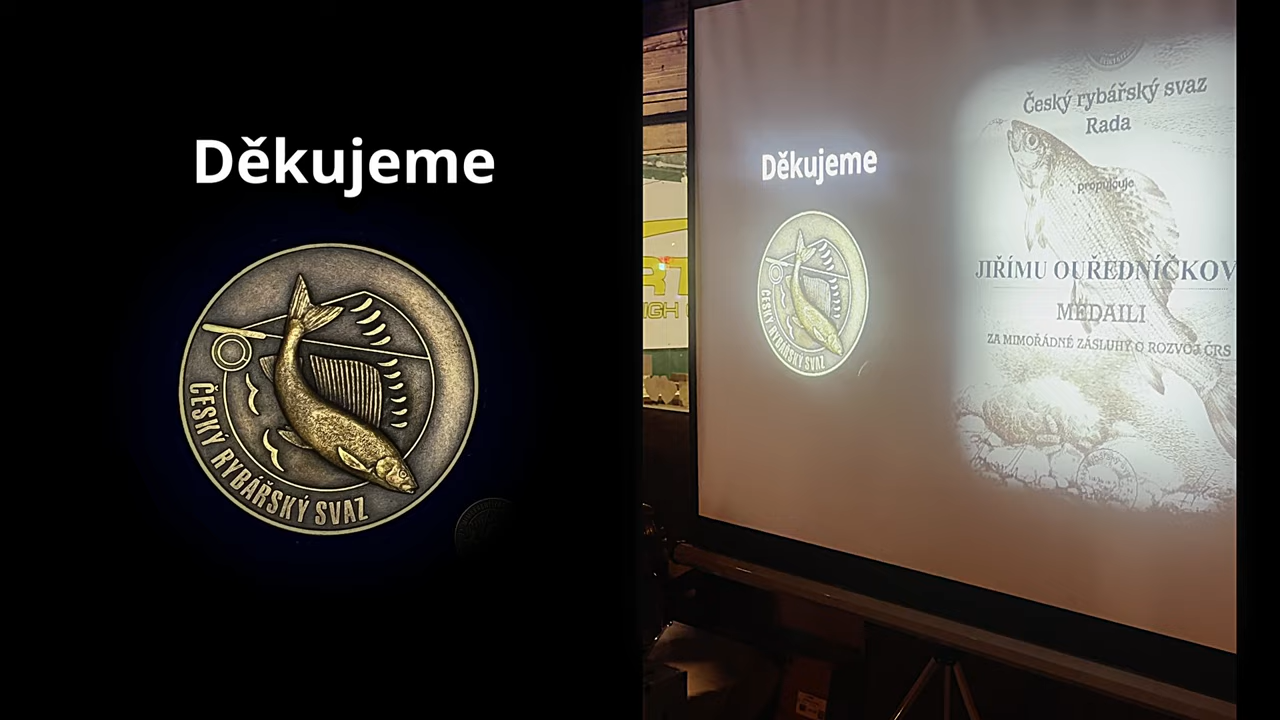 Děkujeme
ČESKÝ RYBÁŘSKÝ SVAZ
Děkujeme
ČESKÝ RYBÁŘSKÝ SVAZ
Český rybářský svaz
Rada
propůjčuje
JIŘÍMU OUŘEDNÍČKOV
MEDAILI
ZA MIMOŘÁDNÉ ZÁSLUHY O ROZVOJ ČRS